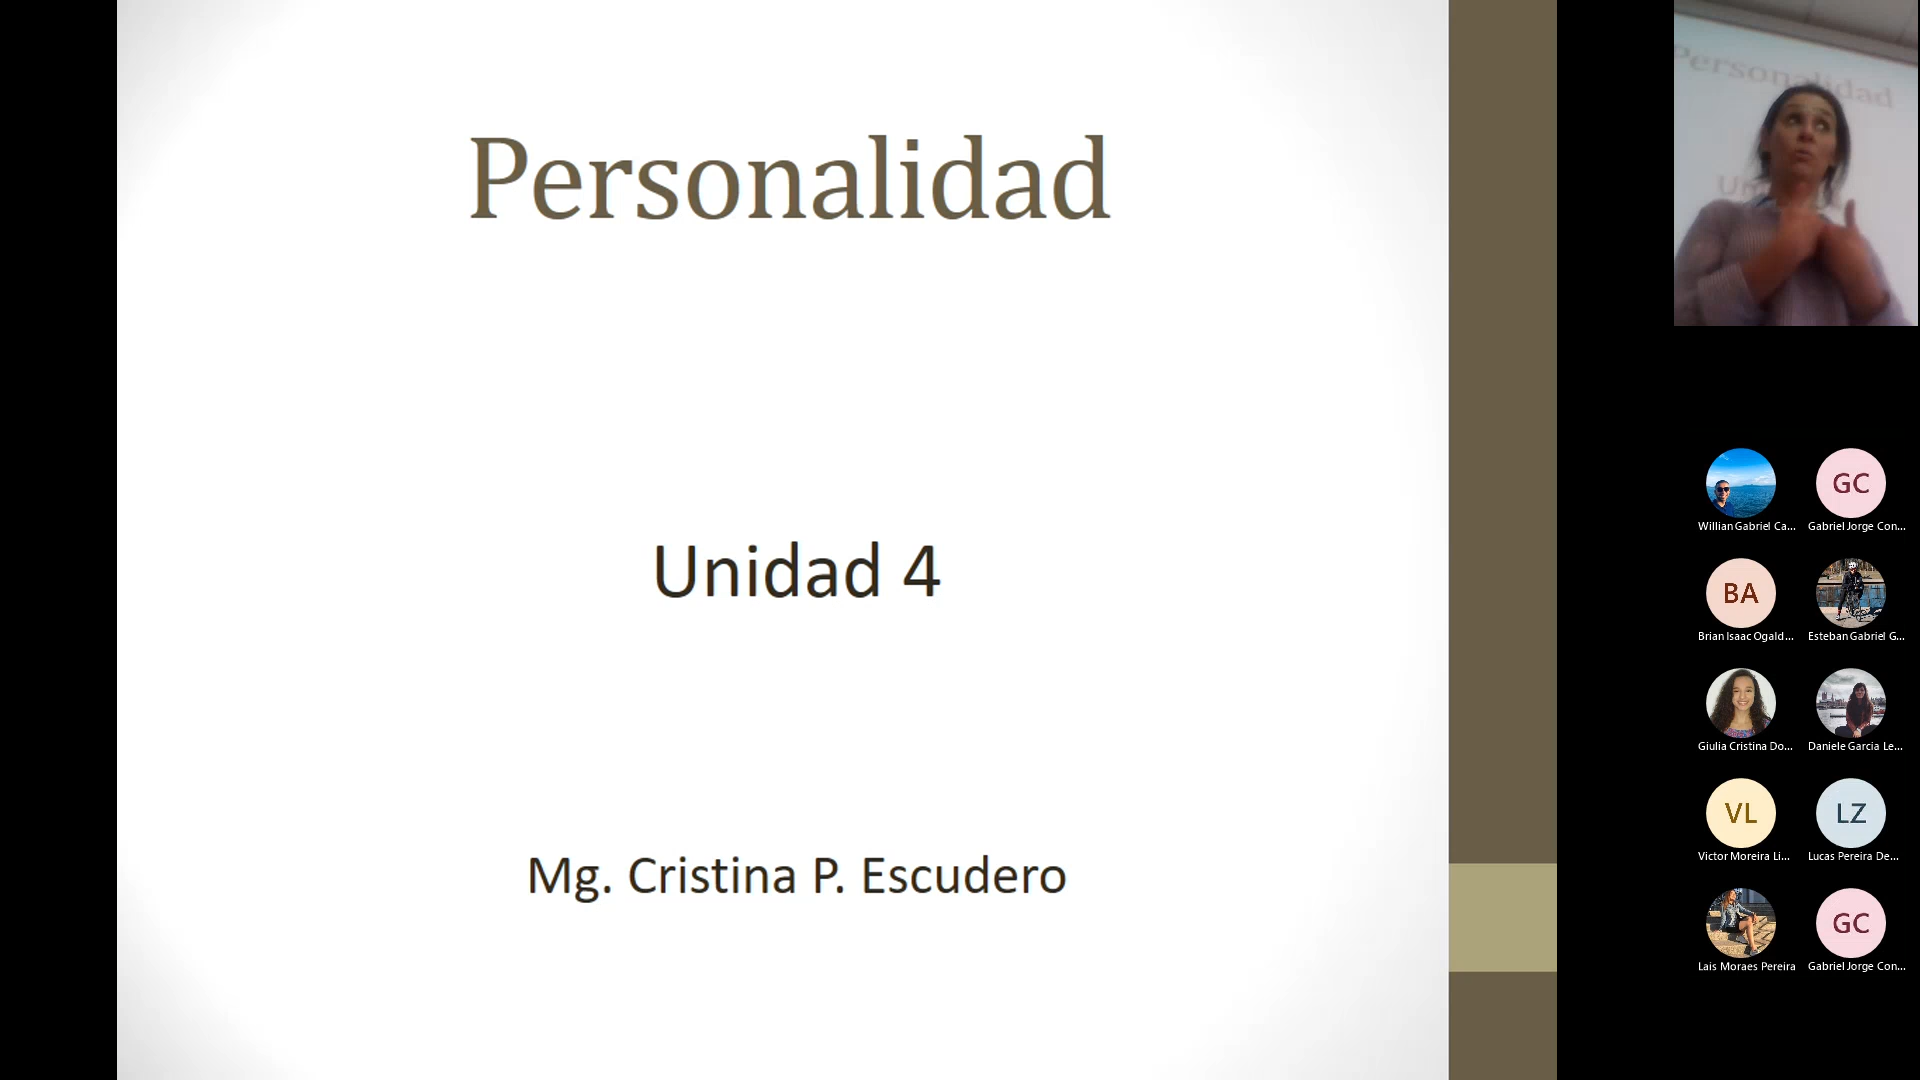 Personalidad
Unidad 4
Mg. Cristina P. Escudero
Personalidad
Un
Willian Gabriel Ca...
GC
Gabriel Jorge Con...
BA
Brian Isaac Ogald...
Esteban Gabriel G...
Giulia Cristina Do...
Daniele Garcia Le...
VL
Victor Moreira Li...
LZ
Lucas Pereira De...
Lais Moraes Pereira
GC
Gabriel Jorge Con...